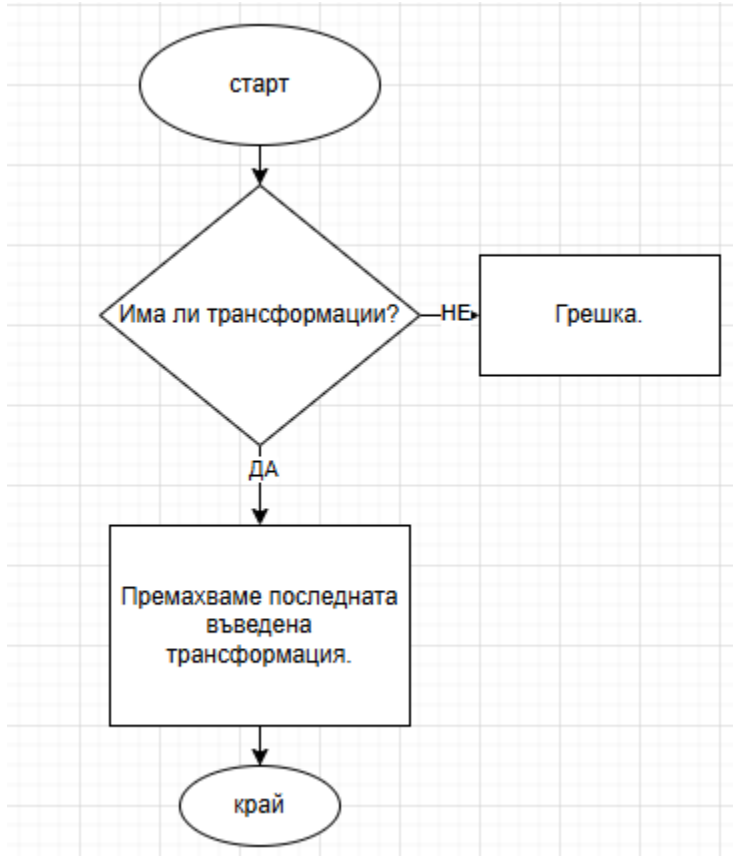 старт
Има ли трансформации?
НЕ
Грешка.
ДА
Премахваме последната
въведена
трансформация.
край